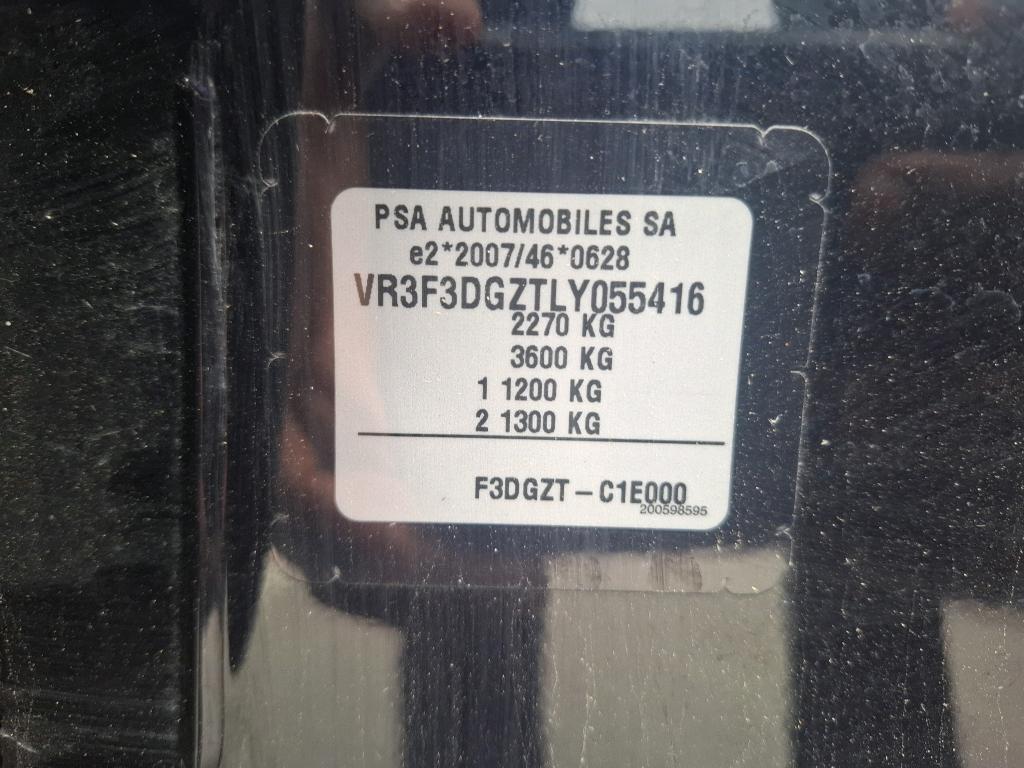 PSA AUTOMOBILES SA
e2*2007/46*0628
VR3F3DGZTLY055416
2270 KG
3600 KG
1 1200 KG
2 1300 KG
F3DGZT – C1E000
200598595